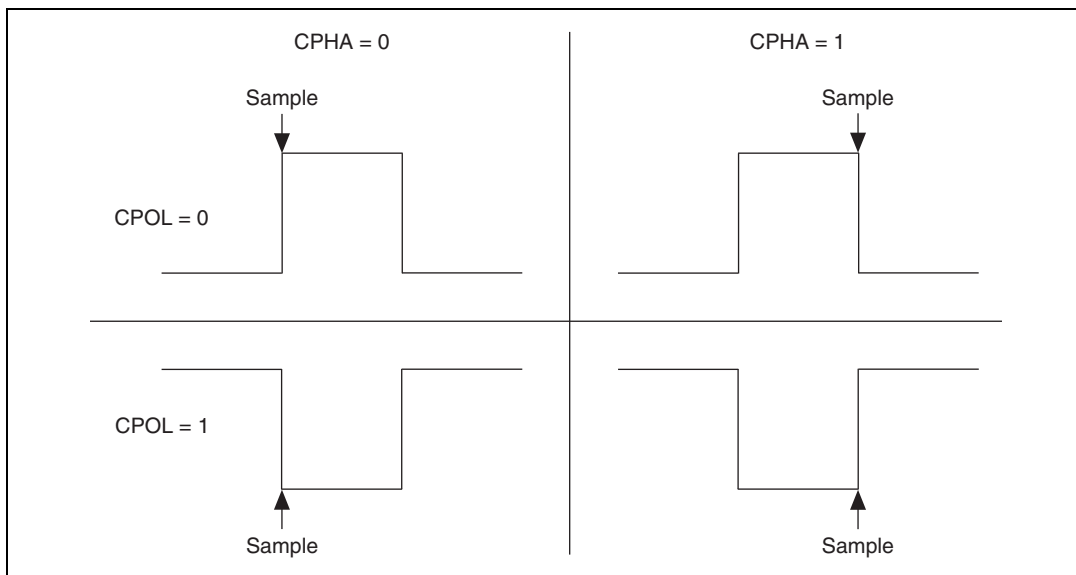 CPHA = 0
CPHA = 1
Sample
Sample
CPOL = 0
CPOL = 1
Sample
Sample